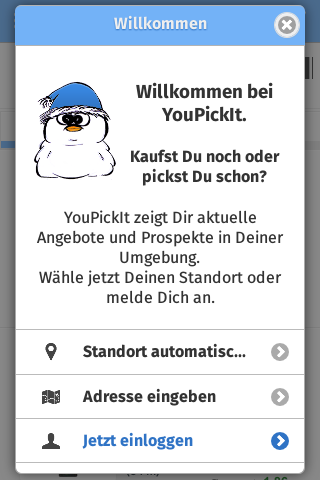 Willkommen
Willkommen bei
YouPickIt.
Kaufst Du noch oder
pickst Du schon?
YouPickIt zeigt Dir aktuelle
Angebote und Prospekte in Deiner
Umgebung.
Wähle jetzt Deinen Standort oder
melde Dich an.
Standort automatisc...
Adresse eingeben
Jetzt einloggen